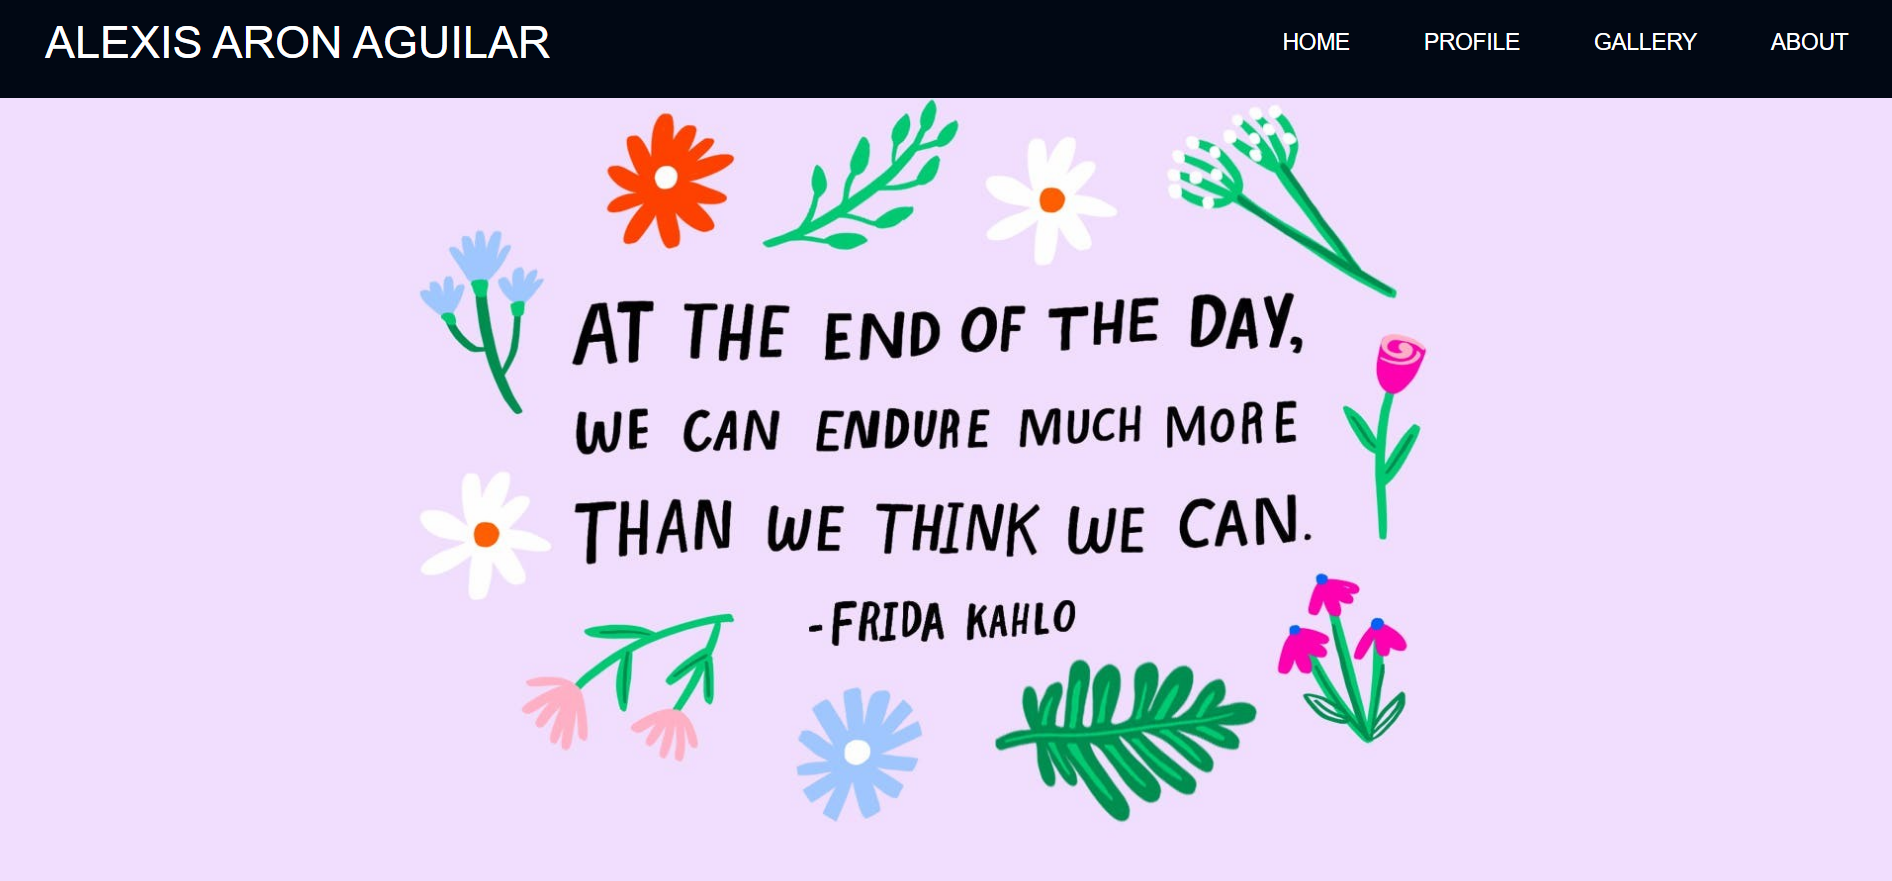 ALEXIS ARON AGUILAR
HOME PROFILE GALLERY ABOUT
AT THE END OF THE DAY,
WE CAN ENDURE MUCH MORE
THAN WE THINK WE CAN.
-FRIDA KAHLO